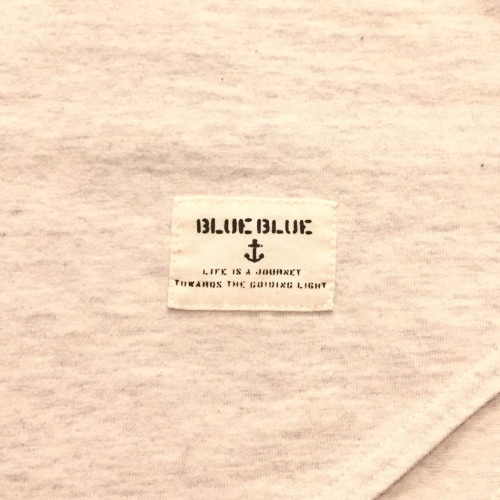 BLUE BLUE
LIFE IS A JOURNEY
TOWARDS THE GUIDING LIGHT